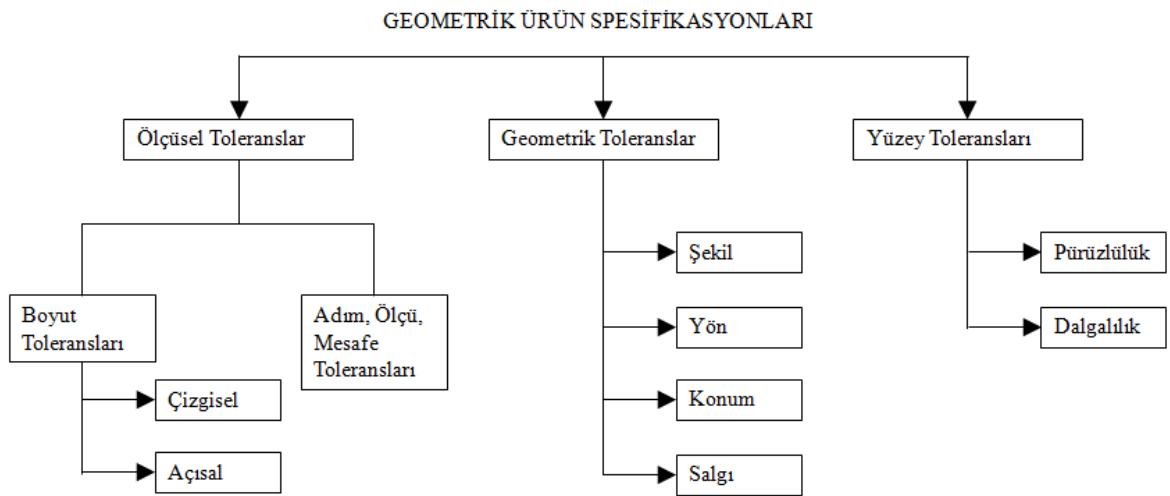 GEOMETRİK ÜRÜN SPESİFİKASYONLARI
Ölçüsel Toleranslar
Geometrik Toleranslar
Yüzey Toleransları
Şekil
Pürüzlülük
Boyut
Toleransları
Adım, Ölçü,
Mesafe
Toleransları
Yön
Dalgalılık
Çizgisel
Konum
Açısal
Salgı